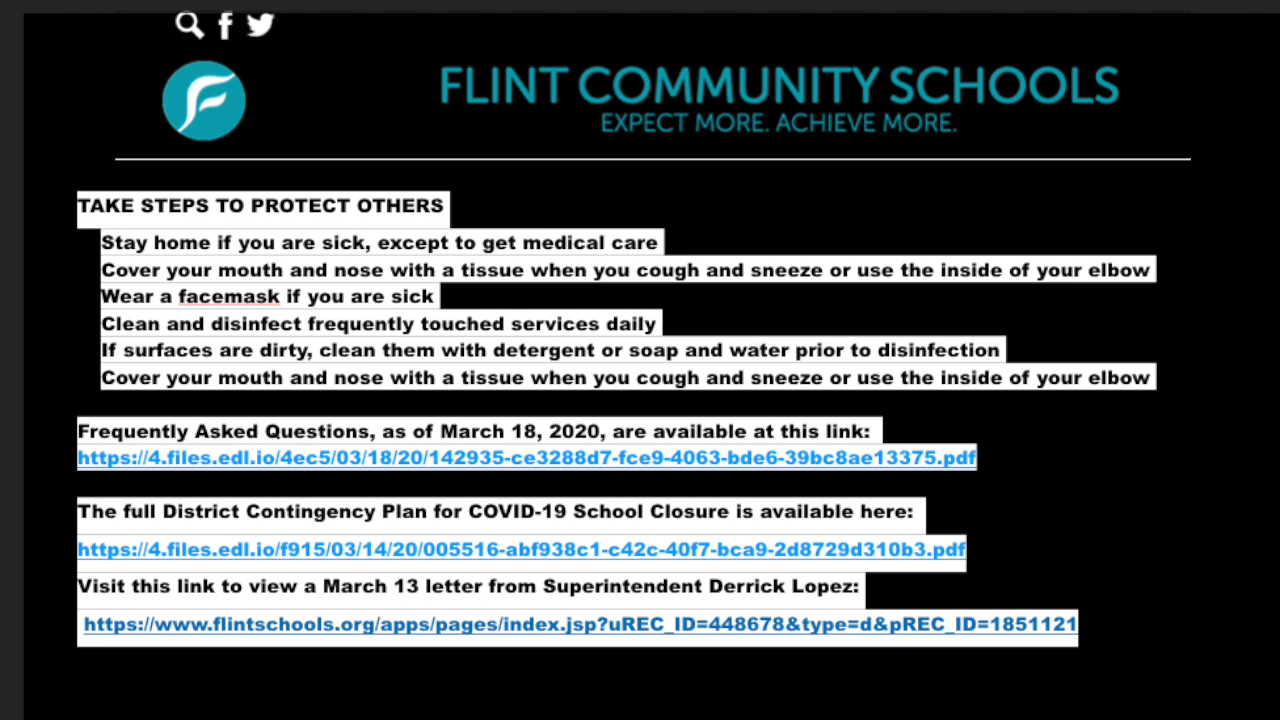 FLINT COMMUNITY SCHOOLS
EXPECT MORE. ACHIEVE MORE.
TAKE STEPS TO PROTECT OTHERS
Stay home if you are sick, except to get medical care
Cover your mouth and nose with a tissue when you cough and sneeze or use the inside of your elbow
Wear a facemask if you are sick
Clean and disinfect frequently touched services daily
If surfaces are dirty, clean them with detergent or soap and water prior to disinfection
Cover your mouth and nose with a tissue when you cough and sneeze or use the inside of your elbow
Frequently Asked Questions, as of March 18, 2020, are available at this link:
https://4.files.edl.io/4ec5/03/18/20/142935-ce3288d7-fce9-4063-bde6-39bc8ae13375.pdf
The full District Contingency Plan for COVID-19 School Closure is available here:
https://4.files.edl.io/f915/03/14/20/005516-abf938c1-c42c-40f7-bca9-2d8729d310b3.pdf
Visit this link to view a March 13 letter from Superintendent Derrick Lopez:
https://www.flintschools.org/apps/pages/index.jsp?uREC_ID=448678&type=d&pREC_ID=1851121